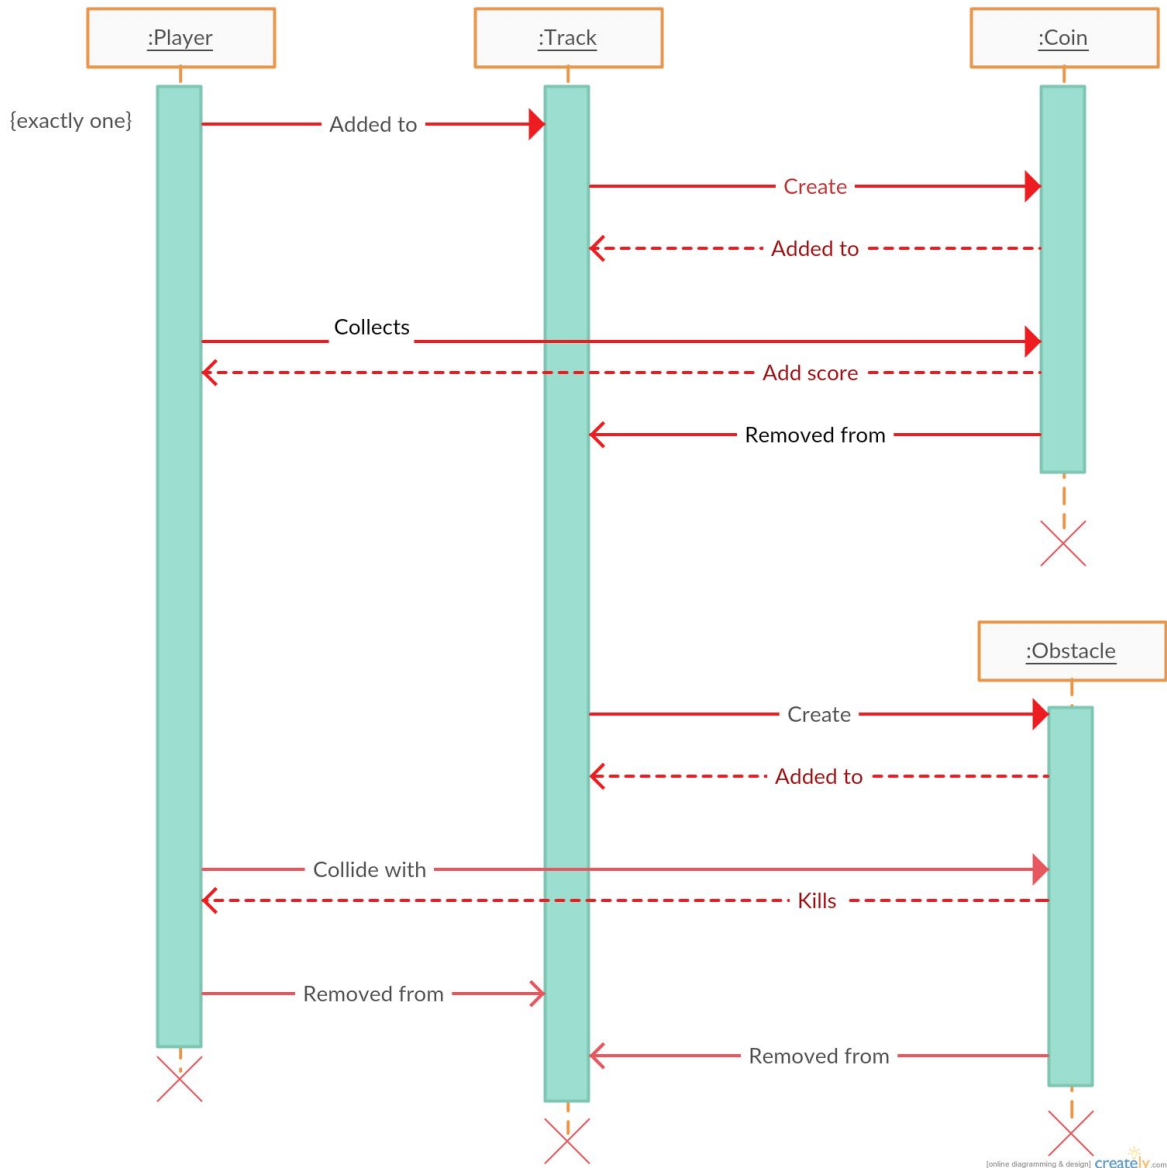 :Player
:Track
:Coin
{exactly one}
Added to
Create
Added to
Collects
Add score
Removed from
:Obstacle
Create
Added to
Collide with
Kills
Removed from
Removed from
[online diagramming & design] creately.com